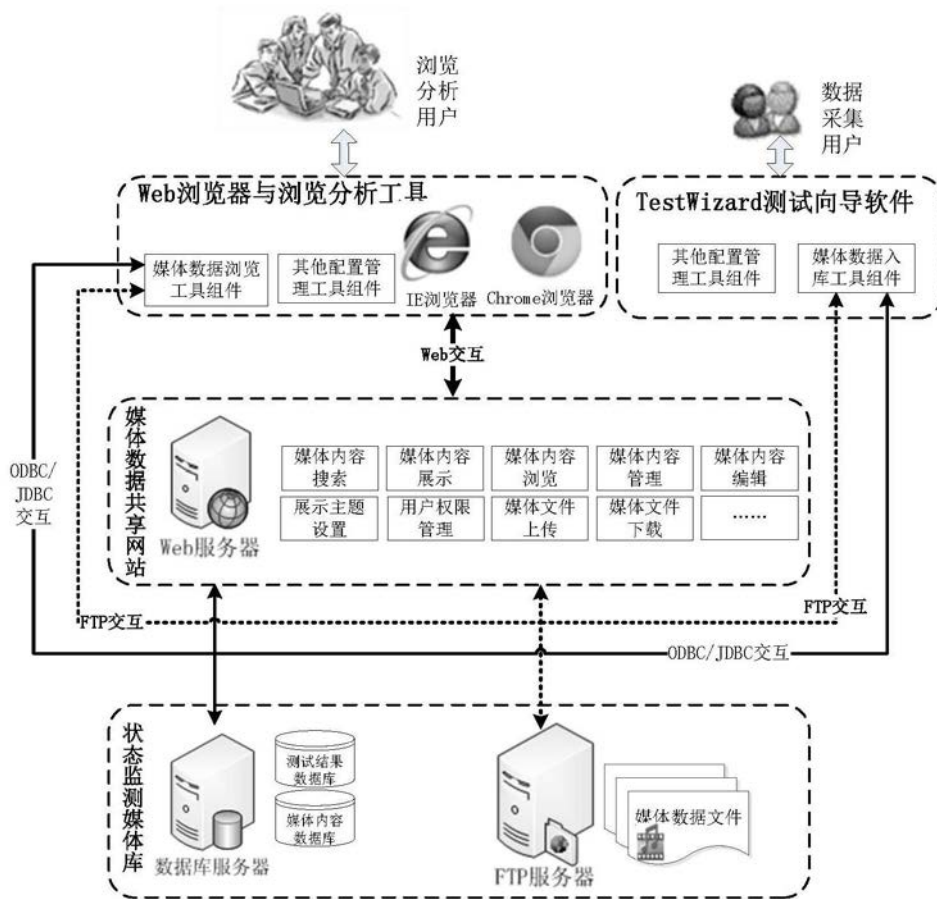 浏览
分析
用户
数据
采集
用户
Web浏览器与浏览分析工具
媒体数据浏览
工具组件
其他配置管
理工具组件
IE浏览器
Chrome浏览器
TestWizard测试向导软件
其他配置管
理工具组件
媒体数据入
库工具组件
Web交互
媒体数据共享网站
Web服务器
媒体内容
搜索
媒体内容
展示
媒体内容
浏览
媒体内容
管理
媒体内容
编辑
展示主题
设置
用户权限
管理
媒体文件
上传
媒体文件
下载
……
ODBC/
JDBC
交互
FTP交互
FTP交互
ODBC/JDBC交互
状态监测媒体库
数据库服务器
测试结果
数据库
媒体内容
数据库
FTP服务器
媒体数据文件